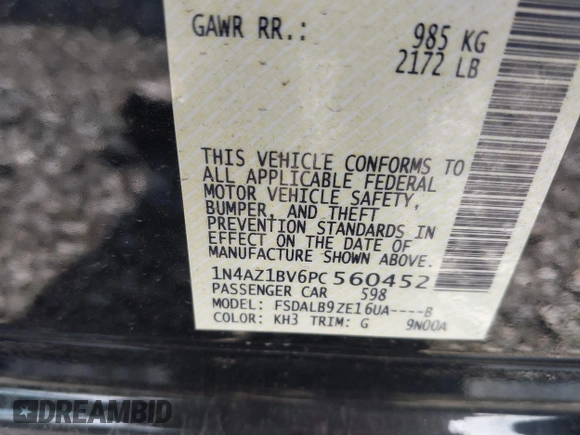 GAWR RR.: 985 KG
2172 LB
THIS VEHICLE CONFORMS TO
ALL APPLICABLE FEDERAL
MOTOR VEHICLE SAFETY,
BUMPER, AND THEFT
PREVENTION STANDARDS IN
EFFECT ON THE DATE OF
MANUFACTURE SHOWN ABOVE.
1N4AZ1BV6PC560452
PASSENGER CAR 598
MODEL: FSDALB9ZE16UA----B
COLOR: KH3 TRIM: G 9N00A
DREAMBID